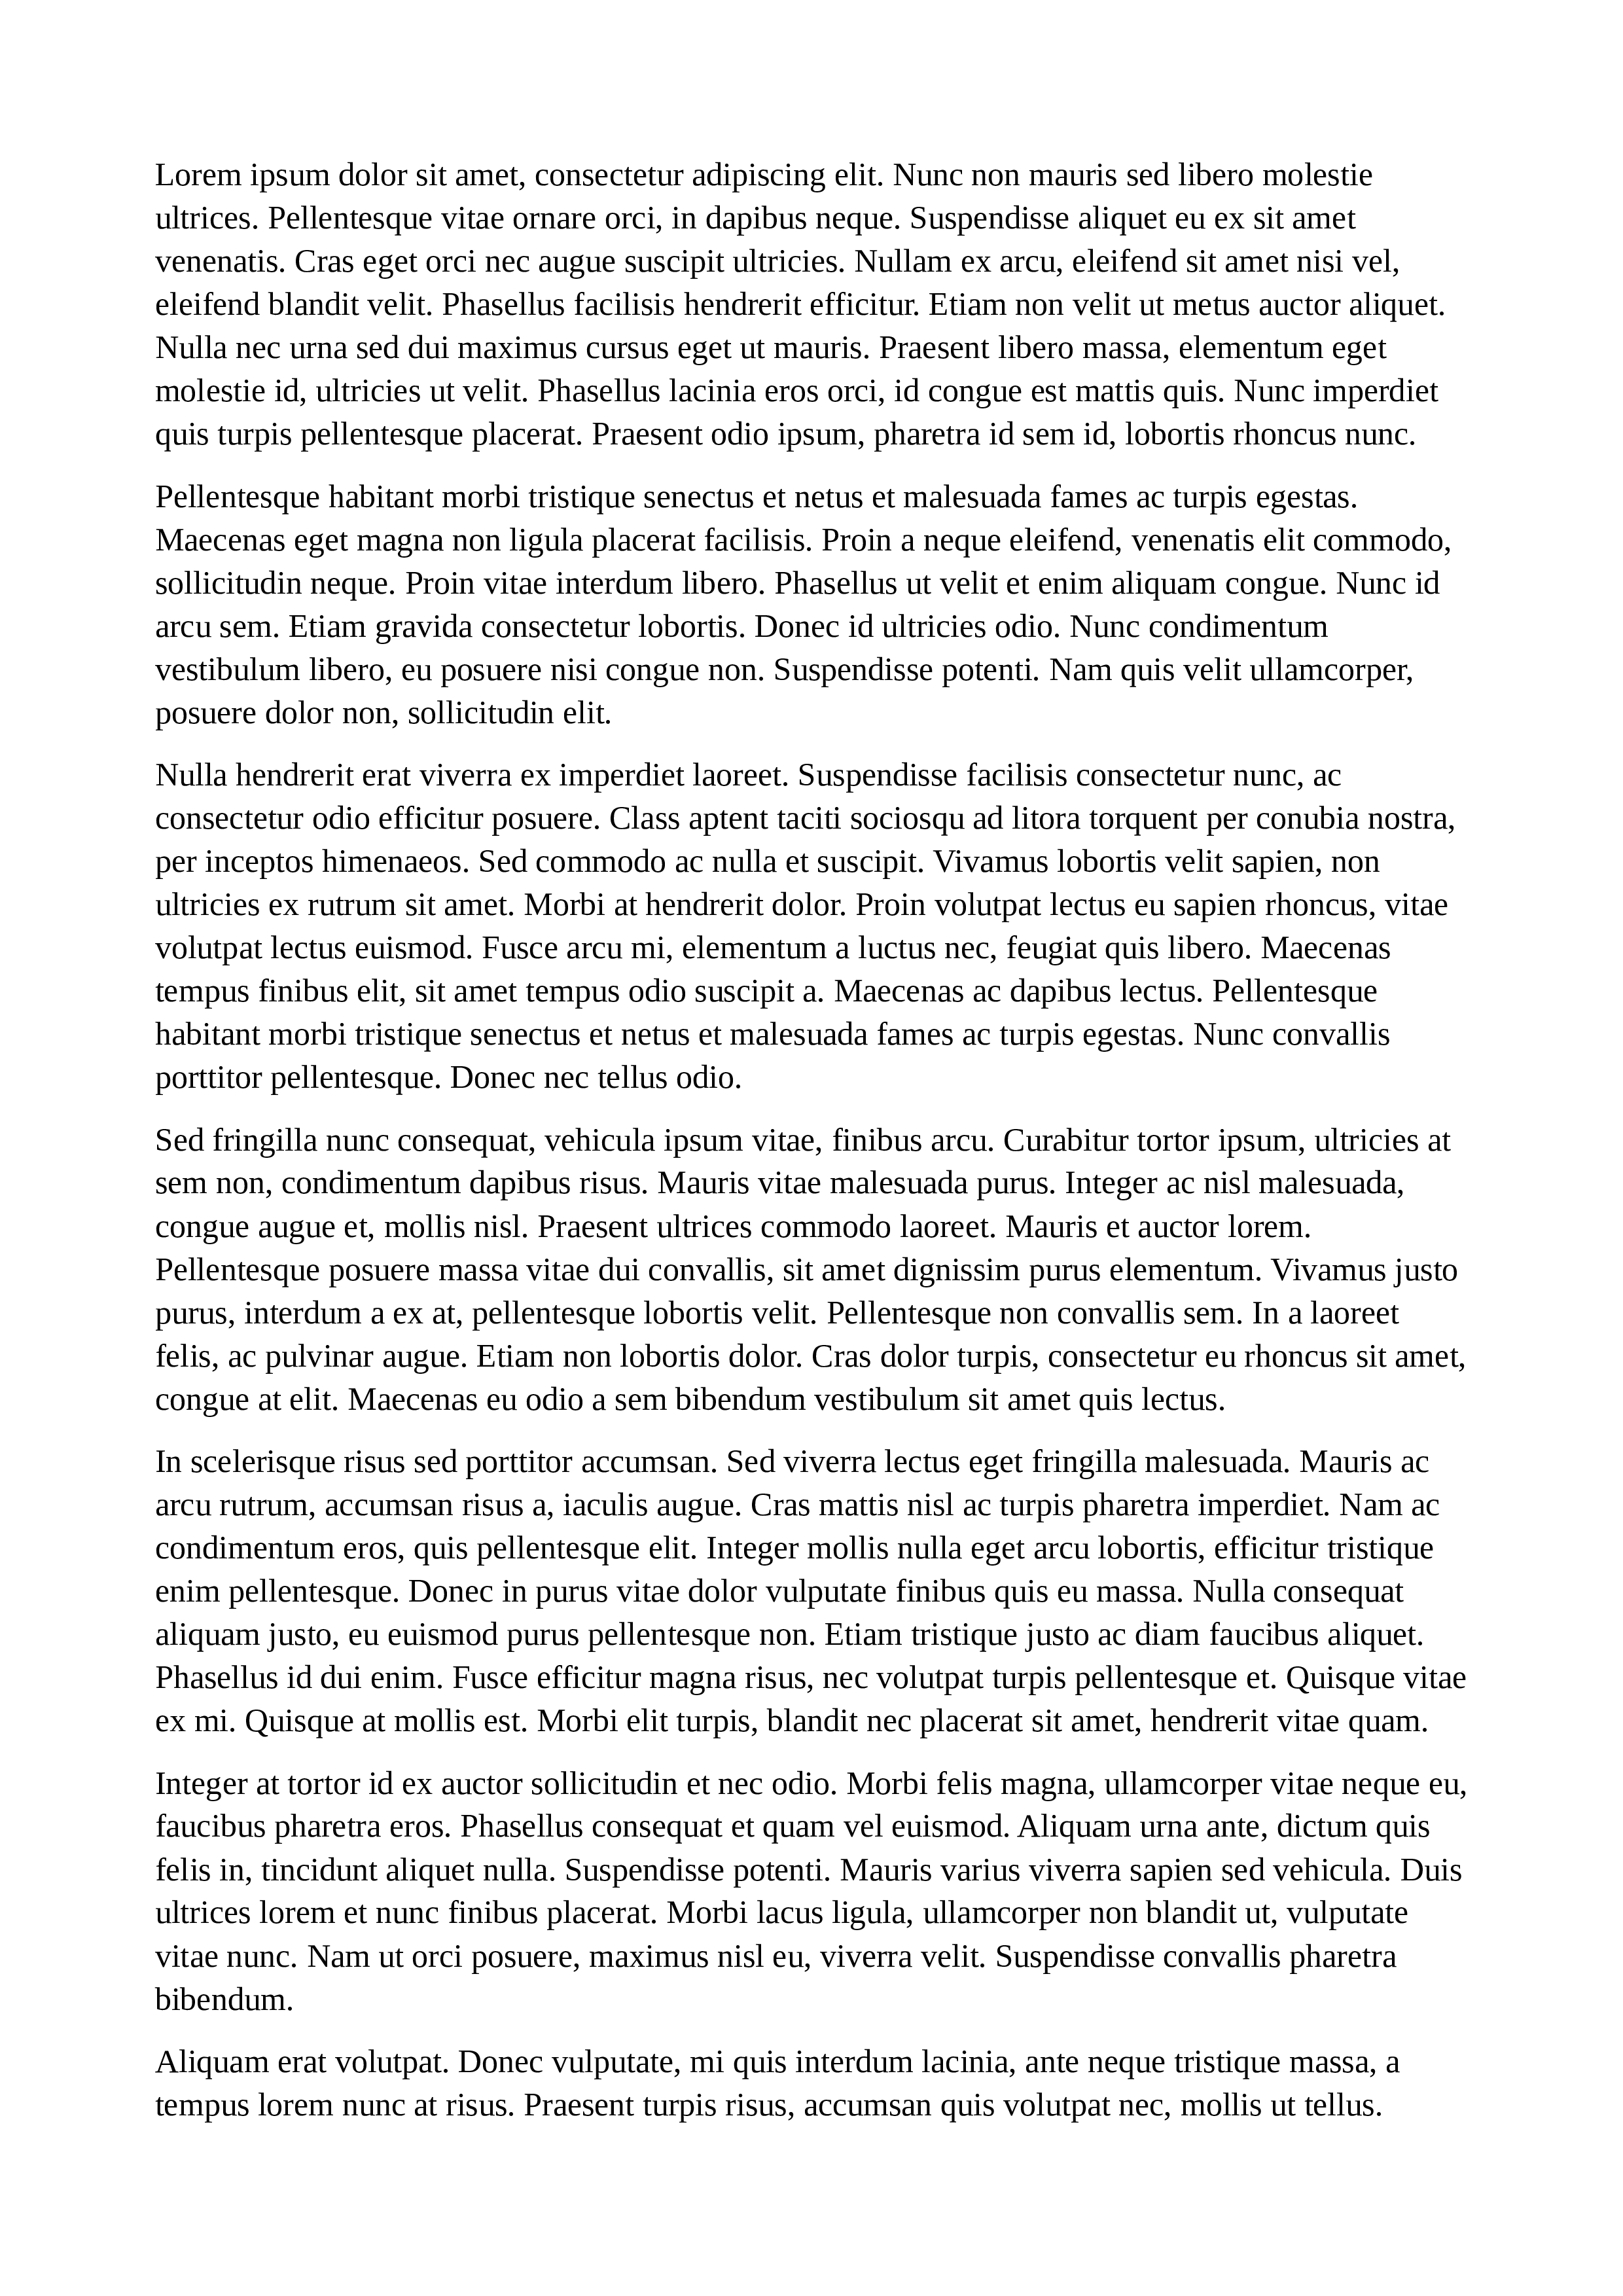 Lorem ipsum dolor sit amet, consectetur adipiscing elit. Nunc non mauris sed libero molestie
ultrices. Pellentesque vitae ornare orci, in dapibus neque. Suspendisse aliquet eu ex sit amet
venenatis. Cras eget orci nec augue suscipit ultricies. Nullam ex arcu, eleifend sit amet nisi vel,
eleifend blandit velit. Phasellus facilisis hendrerit efficitur. Etiam non velit ut metus auctor aliquet.
Nulla nec urna sed dui maximus cursus eget ut mauris. Praesent libero massa, elementum eget
molestie id, ultricies ut velit. Phasellus lacinia eros orci, id congue est mattis quis. Nunc imperdiet
quis turpis pellentesque placerat. Praesent odio ipsum, pharetra id sem id, lobortis rhoncus nunc.
Pellentesque habitant morbi tristique senectus et netus et malesuada fames ac turpis egestas.
Maecenas eget magna non ligula placerat facilisis. Proin a neque eleifend, venenatis elit commodo,
sollicitudin neque. Proin vitae interdum libero. Phasellus ut velit et enim aliquam congue. Nunc id
arcu sem. Etiam gravida consectetur lobortis. Donec id ultricies odio. Nunc condimentum
vestibulum libero, eu posuere nisi congue non. Suspendisse potenti. Nam quis velit ullamcorper,
posuere dolor non, sollicitudin elit.
Nulla hendrerit erat viverra ex imperdiet laoreet. Suspendisse facilisis consectetur nunc, ac
consectetur odio efficitur posuere. Class aptent taciti sociosqu ad litora torquent per conubia nostra,
per inceptos himenaeos. Sed commodo ac nulla et suscipit. Vivamus lobortis velit sapien, non
ultricies ex rutrum sit amet. Morbi at hendrerit dolor. Proin volutpat lectus eu sapien rhoncus, vitae
volutpat lectus euismod. Fusce arcu mi, elementum a luctus nec, feugiat quis libero. Maecenas
tempus finibus elit, sit amet tempus odio suscipit a. Maecenas ac dapibus lectus. Pellentesque
habitant morbi tristique senectus et netus et malesuada fames ac turpis egestas. Nunc convallis
porttitor pellentesque. Donec nec tellus odio.
Sed fringilla nunc consequat, vehicula ipsum vitae, finibus arcu. Curabitur tortor ipsum, ultricies at
sem non, condimentum dapibus risus. Mauris vitae malesuada purus. Integer ac nisl malesuada,
congue augue et, mollis nisl. Praesent ultrices commodo laoreet. Mauris et auctor lorem.
Pellentesque posuere massa vitae dui convallis, sit amet dignissim purus elementum. Vivamus justo
purus, interdum a ex at, pellentesque lobortis velit. Pellentesque non convallis sem. In a laoreet
felis, ac pulvinar augue. Etiam non lobortis dolor. Cras dolor turpis, consectetur eu rhoncus sit amet,
congue at elit. Maecenas eu odio a sem bibendum vestibulum sit amet quis lectus.
In scelerisque risus sed porttitor accumsan. Sed viverra lectus eget fringilla malesuada. Mauris ac
arcu rutrum, accumsan risus a, iaculis augue. Cras mattis nisl ac turpis pharetra imperdiet. Nam ac
condimentum eros, quis pellentesque elit. Integer mollis nulla eget arcu lobortis, efficitur tristique
enim pellentesque. Donec in purus vitae dolor vulputate finibus quis eu massa. Nulla consequat
aliquam justo, eu euismod purus pellentesque non. Etiam tristique justo ac diam faucibus aliquet.
Phasellus id dui enim. Fusce efficitur magna risus, nec volutpat turpis pellentesque et. Quisque vitae
ex mi. Quisque at mollis est. Morbi elit turpis, blandit nec placerat sit amet, hendrerit vitae quam.
Integer at tortor id ex auctor sollicitudin et nec odio. Morbi felis magna, ullamcorper vitae neque eu,
faucibus pharetra eros. Phasellus consequat et quam vel euismod. Aliquam urna ante, dictum quis
felis in, tincidunt aliquet nulla. Suspendisse potenti. Mauris varius viverra sapien sed vehicula. Duis
ultrices lorem et nunc finibus placerat. Morbi lacus ligula, ullamcorper non blandit ut, vulputate
vitae nunc. Nam ut orci posuere, maximus nisl eu, viverra velit. Suspendisse convallis pharetra
bibendum.
Aliquam erat volutpat. Donec vulputate, mi quis interdum lacinia, ante neque tristique massa, a
tempus lorem nunc at risus. Praesent turpis risus, accumsan quis volutpat nec, mollis ut tellus.